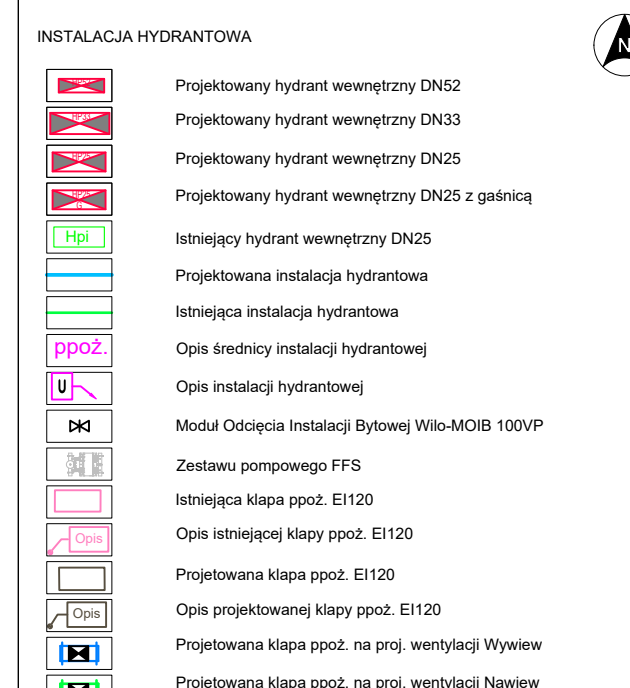 INSTALACJA HYDRANTOWA
N
Projektowany hydrant wewnętrzny DN52
HP33 Projektowany hydrant wewnętrzny DN33
HP25 Projektowany hydrant wewnętrzny DN25
HP25 G Projektowany hydrant wewnętrzny DN25 z gaśnicą
Hpi Istniejący hydrant wewnętrzny DN25
Projektowana instalacja hydrantowa
Istniejąca instalacja hydrantowa
ppoż. Opis średnicy instalacji hydrantowej
U Opis instalacji hydrantowej
Moduł Odcięcia Instalacji Bytowej Wilo-MOIB 100VP
Zestawu pompowego FFS
Istniejąca klapa ppoż. EI120
Opis Opis istniejącej klapy ppoż. EI120
Projetowana klapa ppoż. EI120
Opis Opis projektowanej klapy ppoż. EI120
Projetowana klapa ppoż. na proj. wentylacji Wywiew
Projetowana klapa ppoż. na proj. wentylacji Nawiew